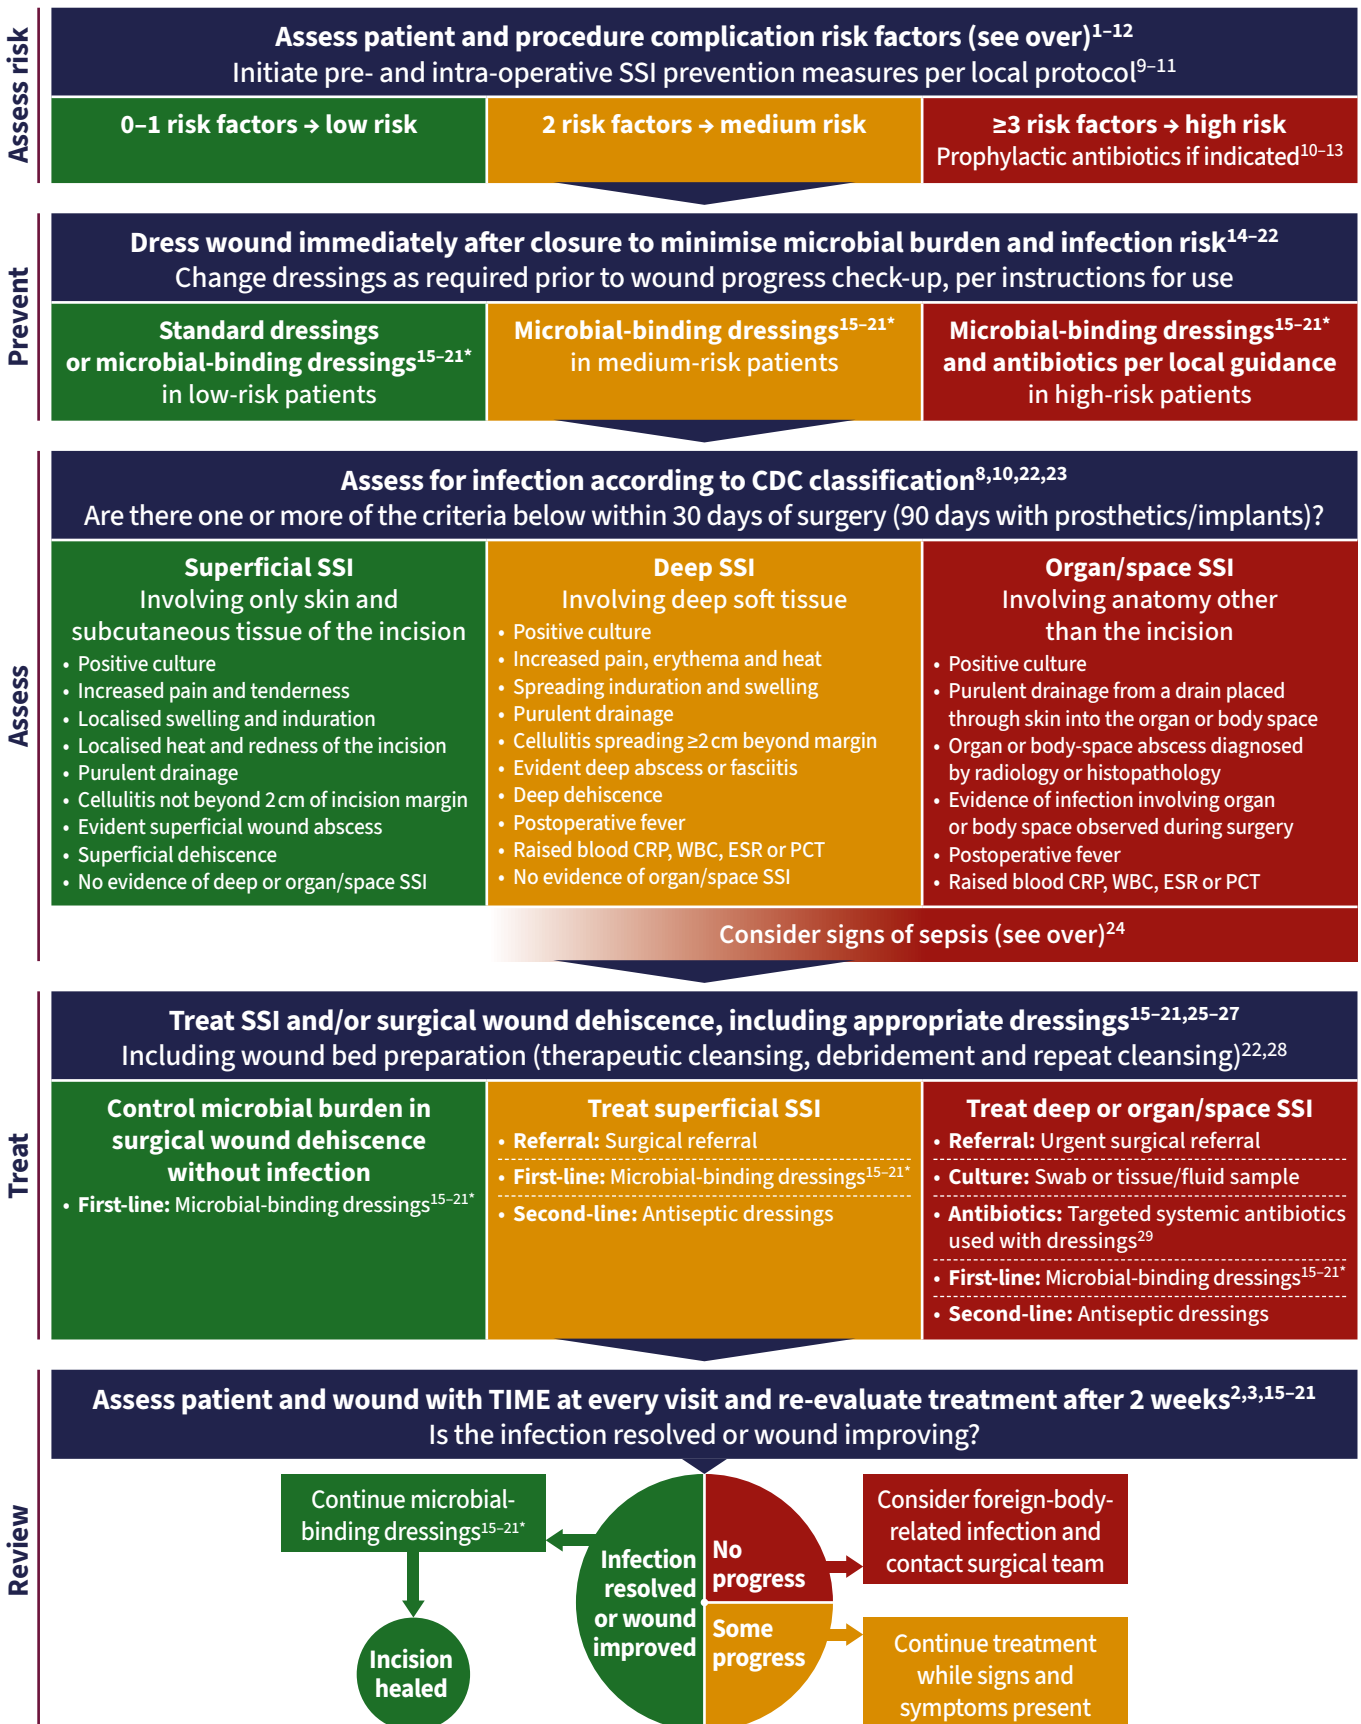 Assess risk
Assess patient and procedure complication risk factors (see over)1–12
Initiate pre- and intra-operative SSI prevention measures per local protocol9–11
0–1 risk factors → low risk
2 risk factors → medium risk
≥3 risk factors → high risk
Prophylactic antibiotics if indicated10–13
Prevent
Dress wound immediately after closure to minimise microbial burden and infection risk14–22
Change dressings as required prior to wound progress check-up, per instructions for use
Standard dressings
or microbial-binding dressings15–21*
in low-risk patients
Microbial-binding dressings15–21*
in medium-risk patients
Microbial-binding dressings15–21*
and antibiotics per local guidance
in high-risk patients
Assess
Assess for infection according to CDC classification8,10,22,23
Are there one or more of the criteria below within 30 days of surgery (90 days with prosthetics/implants)?
Superficial SSI
Involving only skin and
subcutaneous tissue of the incision
• Positive culture
• Increased pain and tenderness
• Localised swelling and induration
• Localised heat and redness of the incision
• Purulent drainage
• Cellulitis not beyond 2 cm of incision margin
• Evident superficial wound abscess
• Superficial dehiscence
• No evidence of deep or organ/space SSI
Deep SSI
Involving deep soft tissue
• Positive culture
• Increased pain, erythema and heat
• Spreading induration and swelling
• Purulent drainage
• Cellulitis spreading ≥2 cm beyond margin
• Evident deep abscess or fasciitis
• Deep dehiscence
• Postoperative fever
• Raised blood CRP, WBC, ESR or PCT
• No evidence of organ/space SSI
Organ/space SSI
Involving anatomy other
than the incision
• Positive culture
• Purulent drainage from a drain placed
through skin into the organ or body space
• Organ or body-space abscess diagnosed
by radiology or histopathology
• Evidence of infection involving organ
or body space observed during surgery
• Postoperative fever
• Raised blood CRP, WBC, ESR or PCT
Consider signs of sepsis (see over)24
Treat
Treat SSI and/or surgical wound dehiscence, including appropriate dressings15–21,25–27
Including wound bed preparation (therapeutic cleansing, debridement and repeat cleansing)22,28
Control microbial burden in
surgical wound dehiscence
without infection
• First-line: Microbial-binding dressings15–21*
Treat superficial SSI
• Referral: Surgical referral
• First-line: Microbial-binding dressings15–21*
• Second-line: Antiseptic dressings
Treat deep or organ/space SSI
• Referral: Urgent surgical referral
• Culture: Swab or tissue/fluid sample
• Antibiotics: Targeted systemic antibiotics
used with dressings29
• First-line: Microbial-binding dressings15–21*
• Second-line: Antiseptic dressings
Review
Assess patient and wound with TIME at every visit and re-evaluate treatment after 2 weeks2,3,15–21
Is the infection resolved or wound improving?
Continue microbial-
binding dressings15–21*
Incision
healed
Infection
resolved
or wound
improved
No
progress
Some
progress
Consider foreign-body-
related infection and
contact surgical team
Continue treatment
while signs and
symptoms present